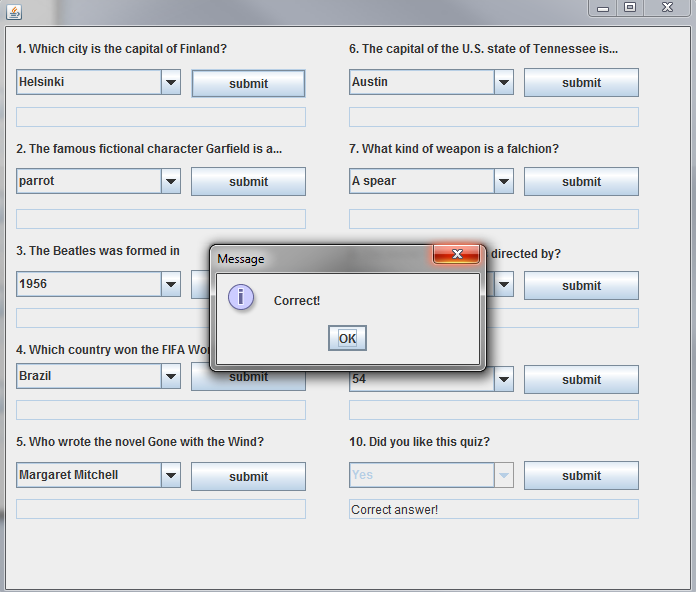 1. Which city is the capital of Finland?
Helsinki
submit
2. The famous fictional character Garfield is a...
parrot
submit
3. The Beatles was formed in
1956
4. Which country won the FIFA
Brazil
submit
5. Who wrote the novel Gone with the Wind?
Margaret Mitchell
submit
6. The capital of the U.S. state of Tennessee is...
Austin
submit
7. What kind of weapon is a falchion?
A spear
submit
directed by?
submit
54
submit
10. Did you like this quiz?
Yes
submit
Correct answer!
Message
Correct!
OK